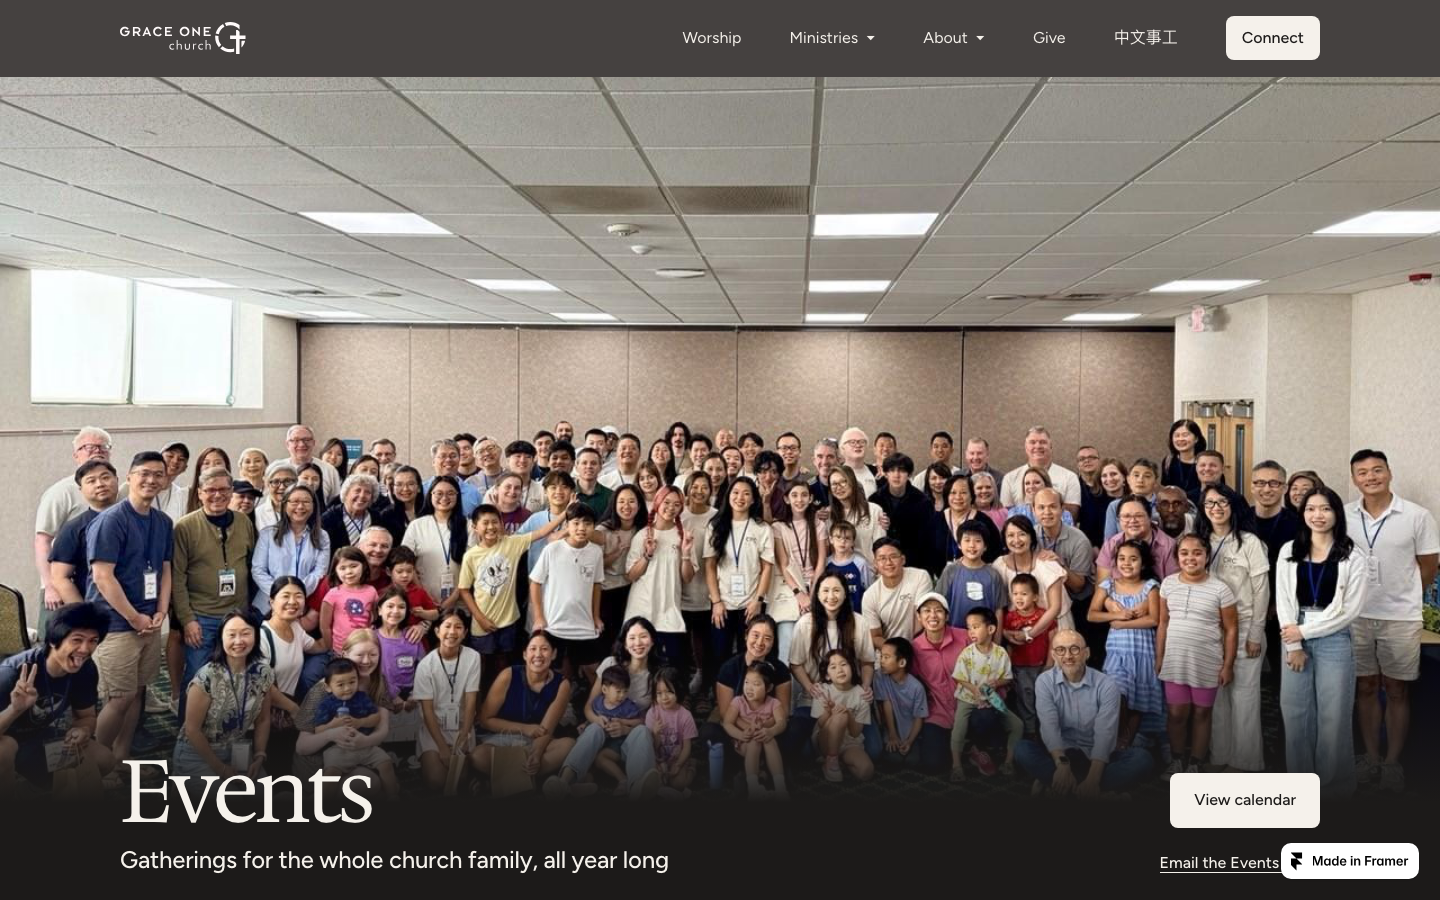 GRACE ONE
church
Worship
Ministries
About
Give
中文事工
Connect
Events
View calendar
Gatherings for the whole church family, all year long
Email the Events
Made in Framer